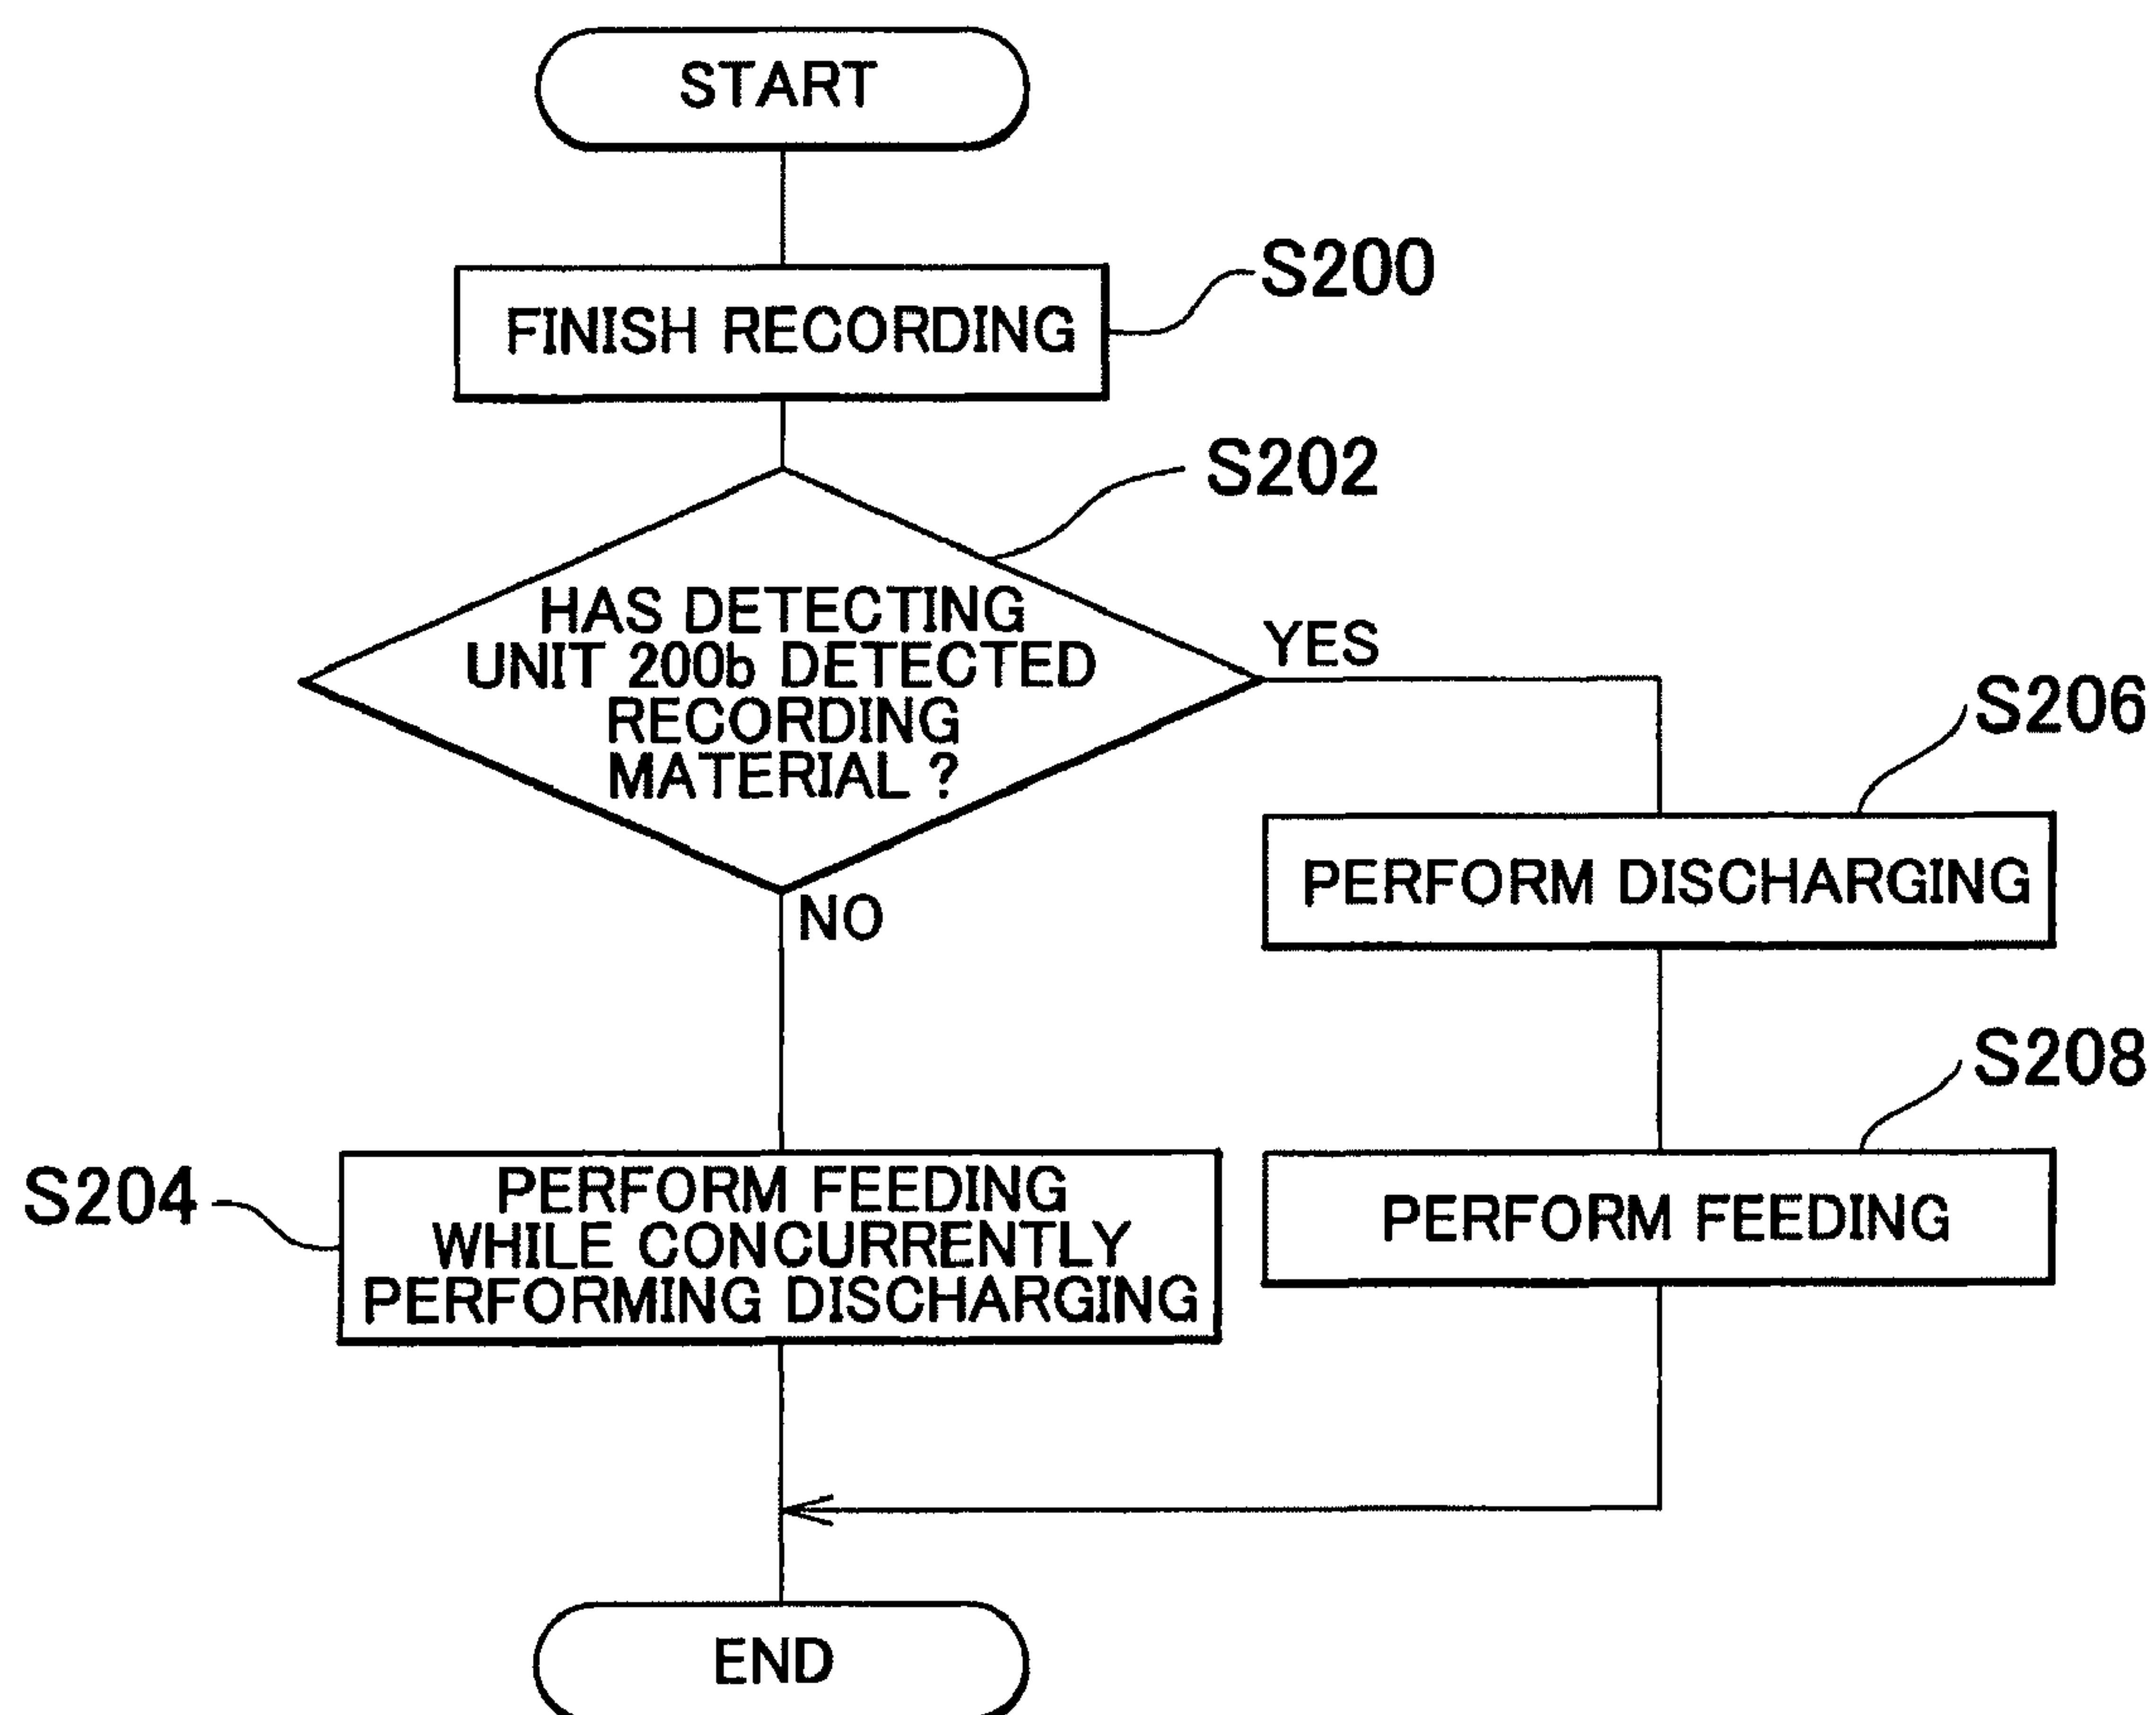 START
FINISH RECORDING
S200
S202
HAS DETECTING
UNIT 200b DETECTED
RECORDING
MATERIAL ?
YES
NO
S206
PERFORM DISCHARGING
S208
PERFORM FEEDING
S204
PERFORM FEEDING
WHILE CONCURRENTLY
PERFORMING DISCHARGING
END